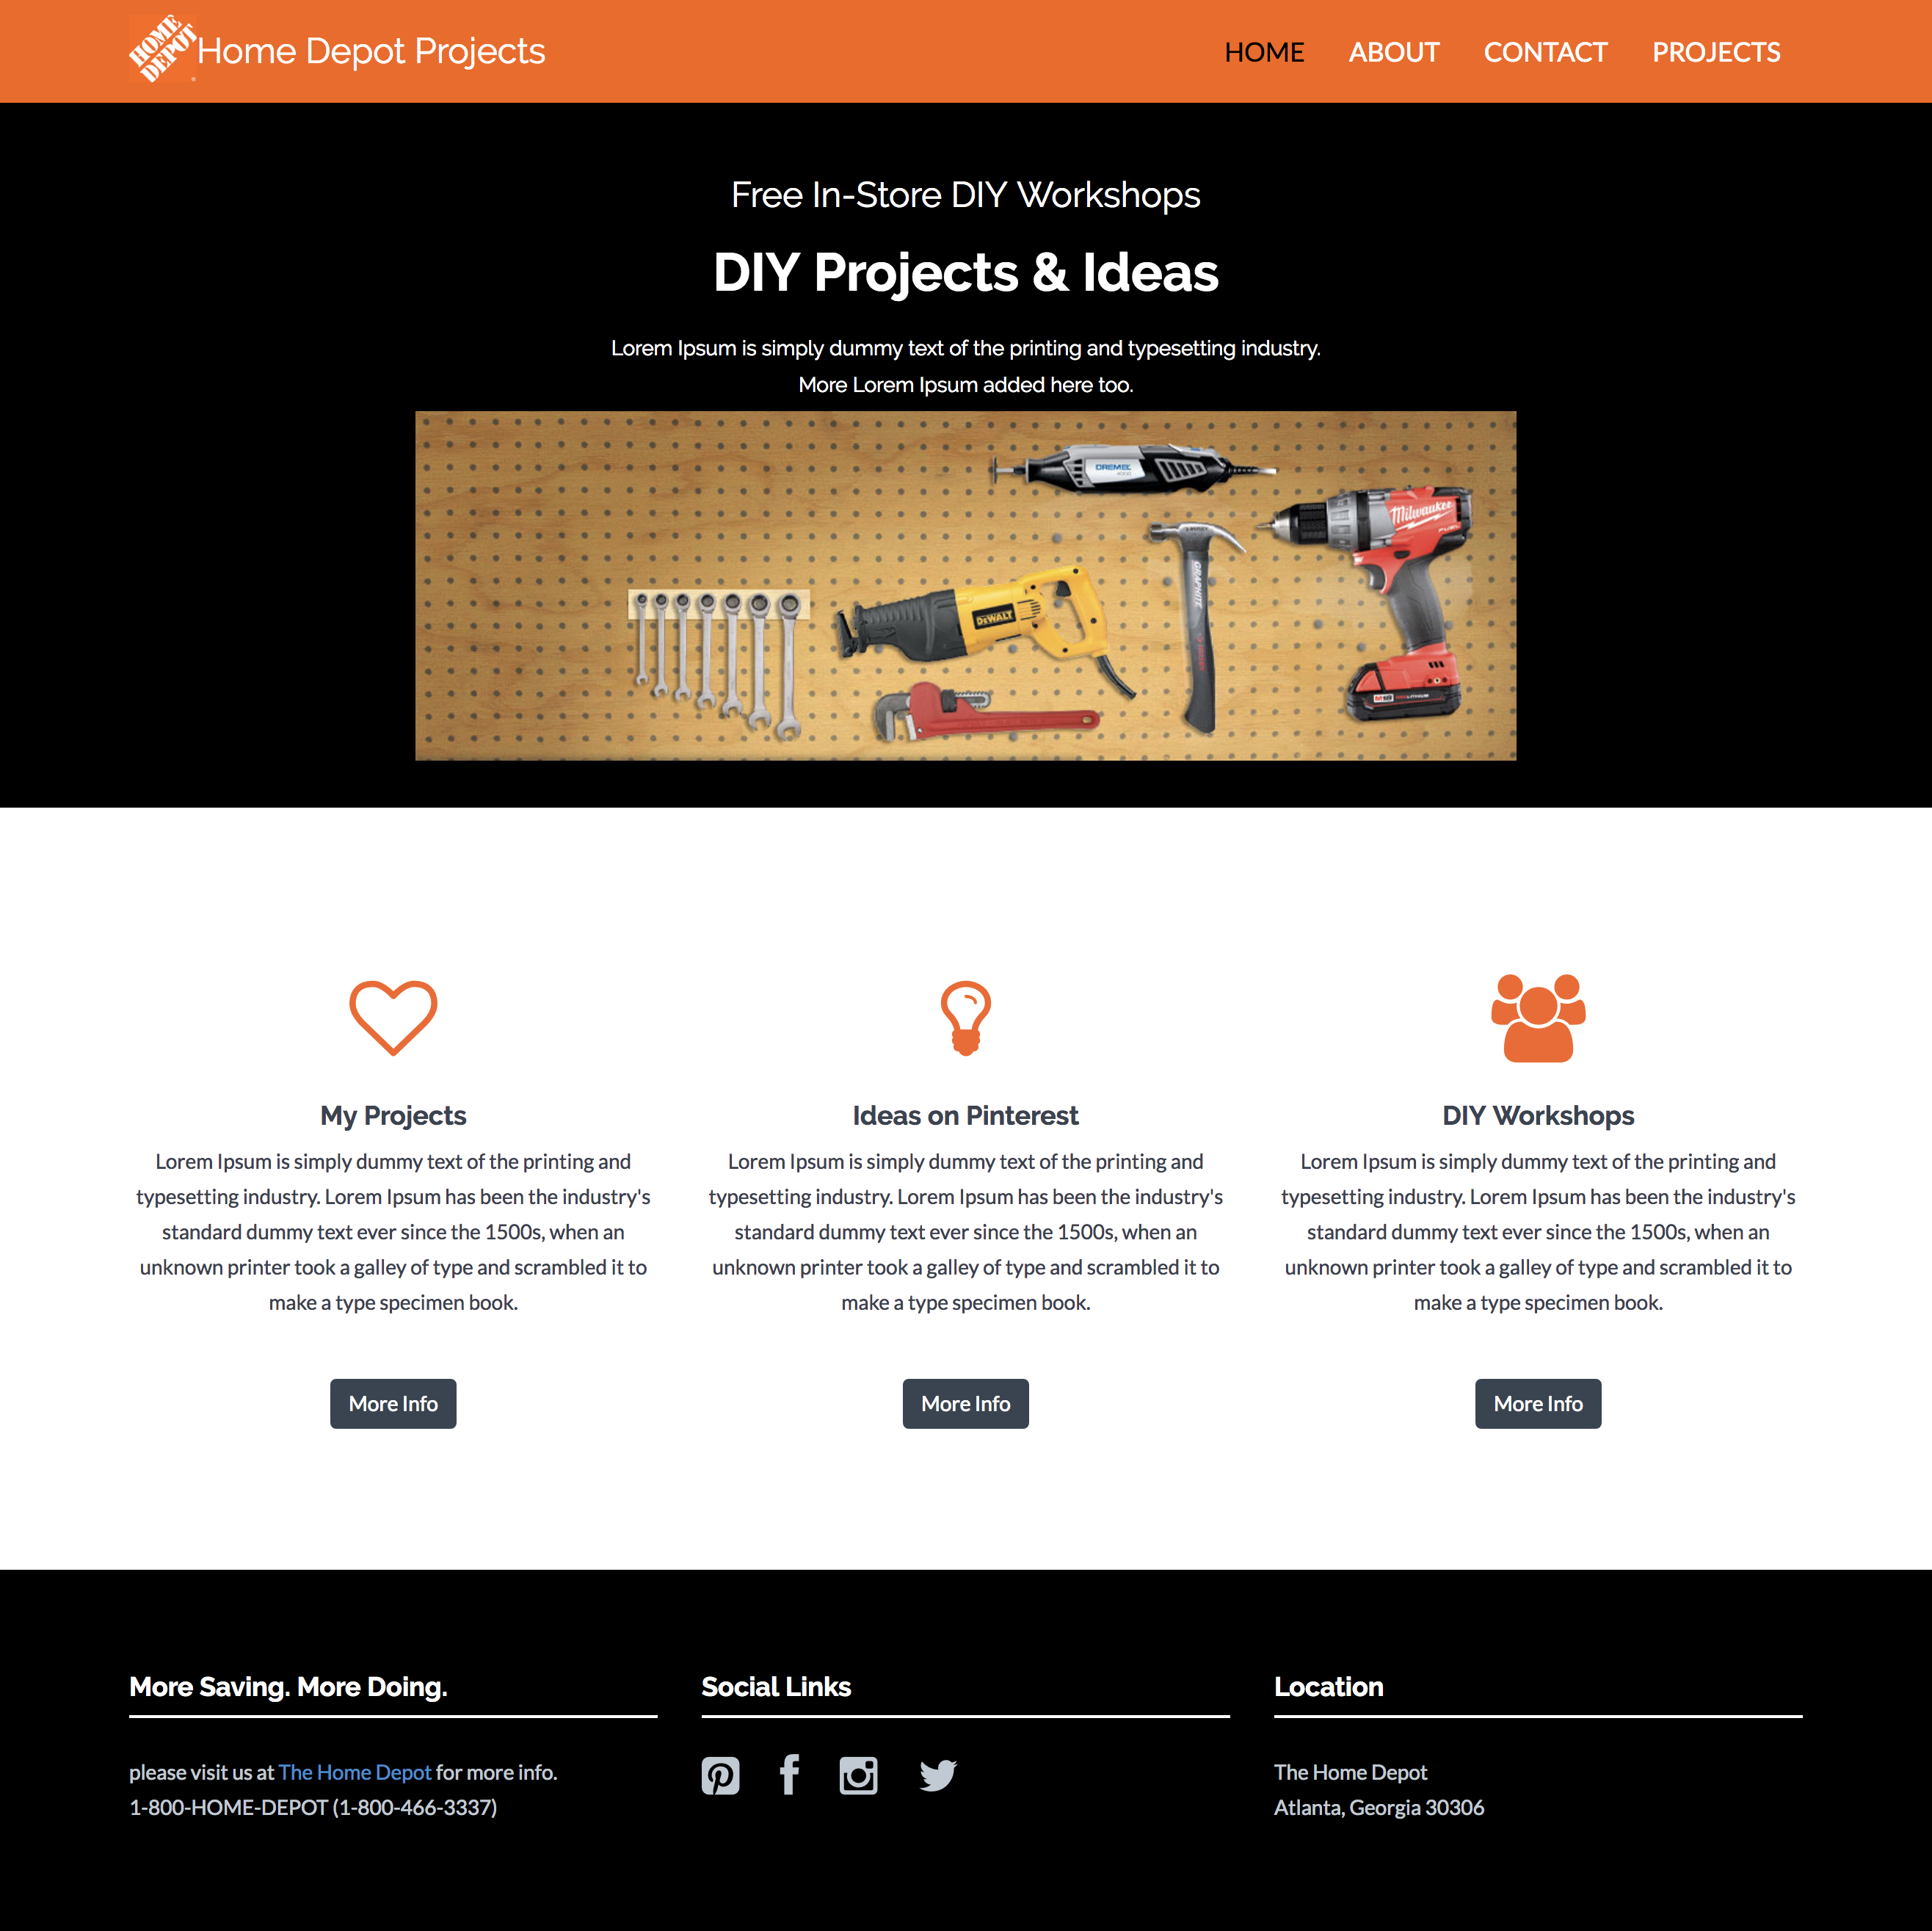 HOME
DEPOT
Home Depot Projects
HOME ABOUT CONTACT PROJECTS
Free In-Store DIY Workshops
DIY Projects & Ideas
Lorem Ipsum is simply dummy text of the printing and typesetting industry.
More Lorem Ipsum added here too.
DREMEL
Milwaukee
FUEL
GRAPHITE
DEWALT
M18
My Projects
Lorem Ipsum is simply dummy text of the printing and
typesetting industry. Lorem Ipsum has been the industry's
standard dummy text ever since the 1500s, when an
unknown printer took a galley of type and scrambled it to
make a type specimen book.
More Info
Ideas on Pinterest
Lorem Ipsum is simply dummy text of the printing and
typesetting industry. Lorem Ipsum has been the industry's
standard dummy text ever since the 1500s, when an
unknown printer took a galley of type and scrambled it to
make a type specimen book.
More Info
DIY Workshops
Lorem Ipsum is simply dummy text of the printing and
typesetting industry. Lorem Ipsum has been the industry's
standard dummy text ever since the 1500s, when an
unknown printer took a galley of type and scrambled it to
make a type specimen book.
More Info
More Saving. More Doing.
please visit us at The Home Depot for more info.
1-800-HOME-DEPOT (1-800-466-3337)
Social Links
Location
The Home Depot
Atlanta, Georgia 30306